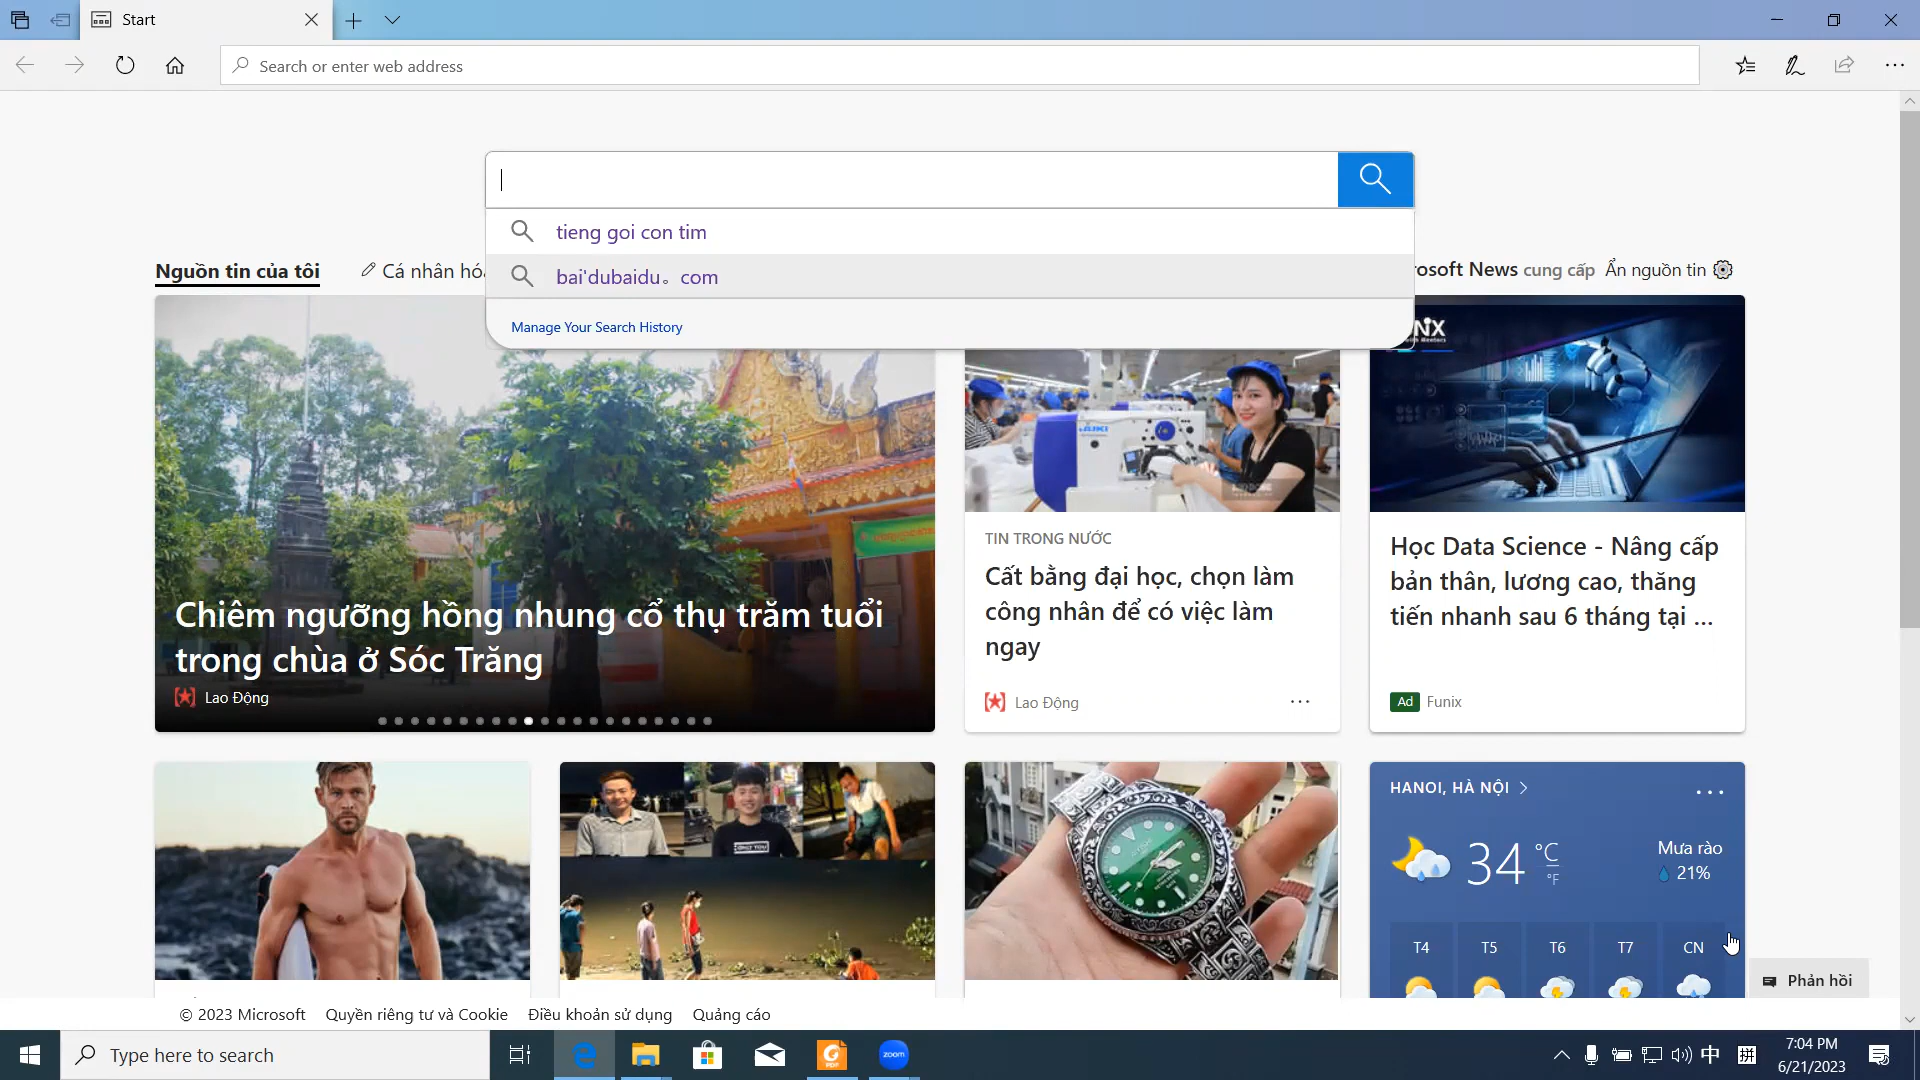 Start
Search or enter web address
tieng goi con tim
bai'dubaidu。com
Manage Your Search History
Nguồn tin của tôi
Cá nhân hóa
rosoft News cung cấp
Ẩn nguồn tin
Chiêm ngưỡng hồng nhung cổ thụ trăm tuổi
trong chùa ở Sóc Trăng
Lao Động
TIN TRONG NƯỚC
Cất bằng đại học, chọn làm
công nhân để có việc làm
ngay
Lao Động
Học Data Science - Nâng cấp
bản thân, lương cao, thăng
tiến nhanh sau 6 tháng tại ...
Ad Funix
HANOI, HÀ NỘI
34 °C
°F
Mưa rào
21%
T4 T5 T6 T7 CN
Phản hồi
© 2023 Microsoft Quyền riêng tư và Cookie Điều khoản sử dụng Quảng cáo
Type here to search
zoom
中
拼
7:04 PM
6/21/2023